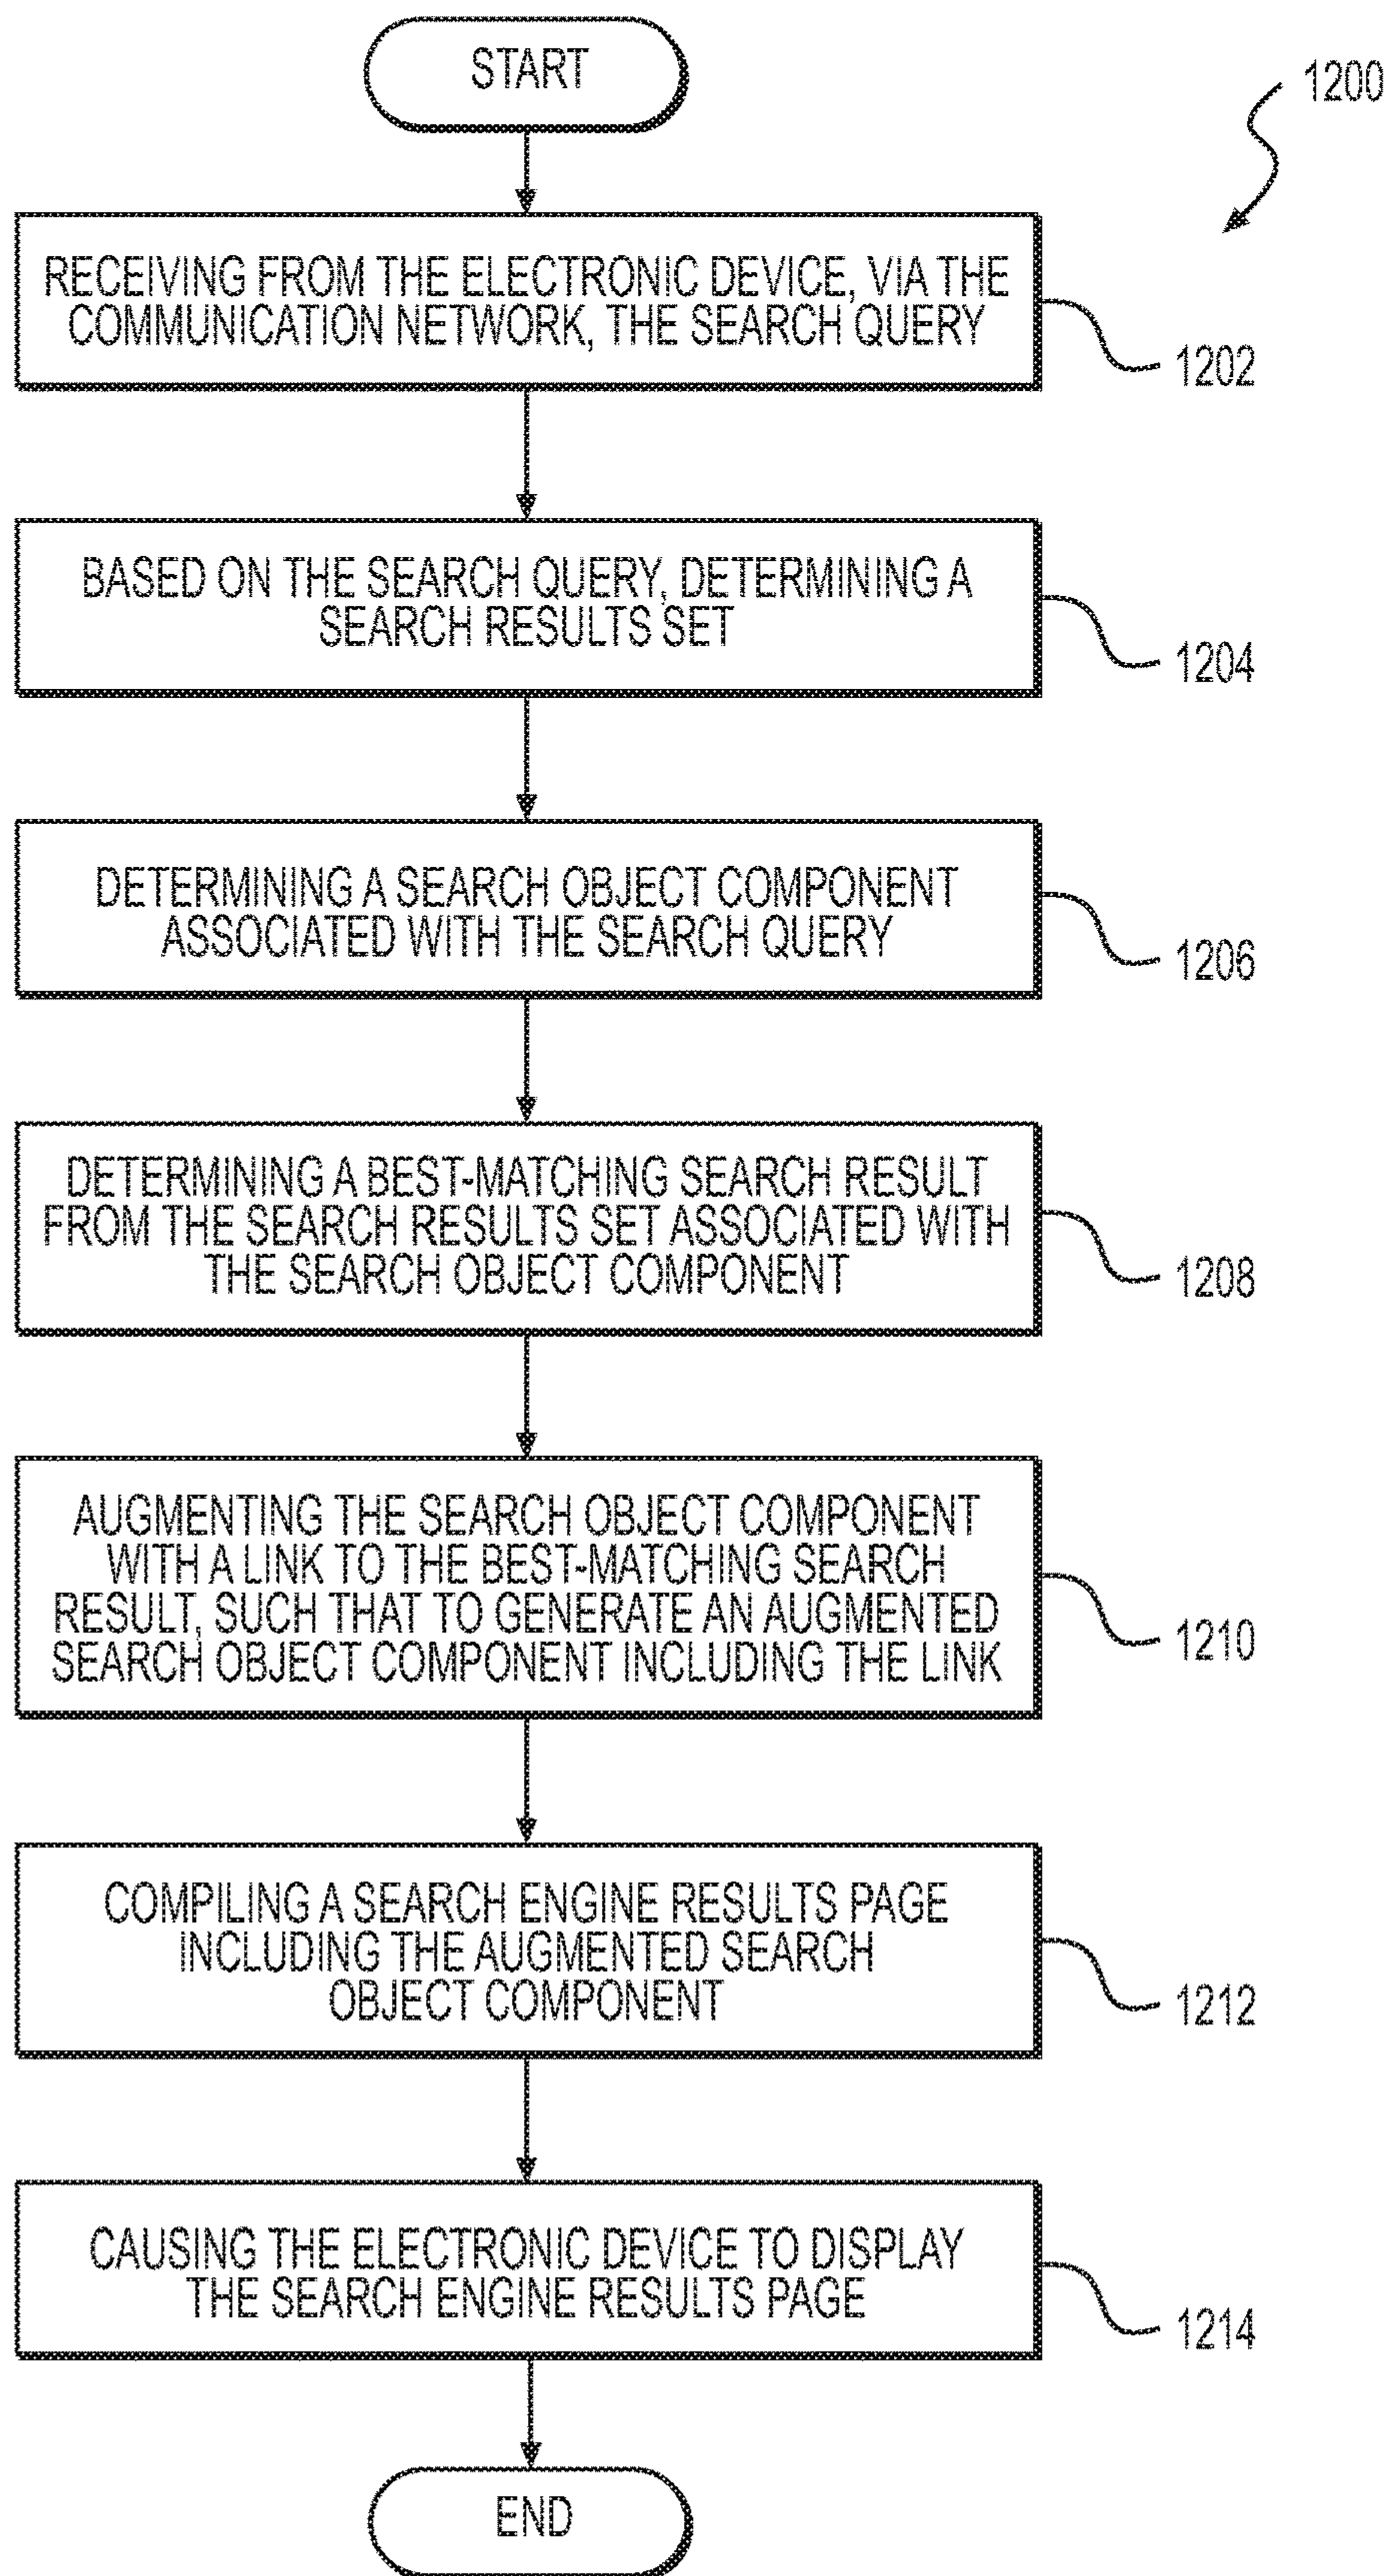 START
1200
RECEIVING FROM THE ELECTRONIC DEVICE, VIA THE
COMMUNICATION NETWORK, THE SEARCH QUERY
1202
BASED ON THE SEARCH QUERY, DETERMINING A
SEARCH RESULTS SET
1204
DETERMINING A SEARCH OBJECT COMPONENT
ASSOCIATED WITH THE SEARCH QUERY
1206
DETERMINING A BEST-MATCHING SEARCH RESULT
FROM THE SEARCH RESULTS SET ASSOCIATED WITH
THE SEARCH OBJECT COMPONENT
1208
AUGMENTING THE SEARCH OBJECT COMPONENT
WITH A LINK TO THE BEST-MATCHING SEARCH
RESULT, SUCH THAT TO GENERATE AN AUGMENTED
SEARCH OBJECT COMPONENT INCLUDING THE LINK
1210
COMPILING A SEARCH ENGINE RESULTS PAGE
INCLUDING THE AUGMENTED SEARCH
OBJECT COMPONENT
1212
CAUSING THE ELECTRONIC DEVICE TO DISPLAY
THE SEARCH ENGINE RESULTS PAGE
1214
END